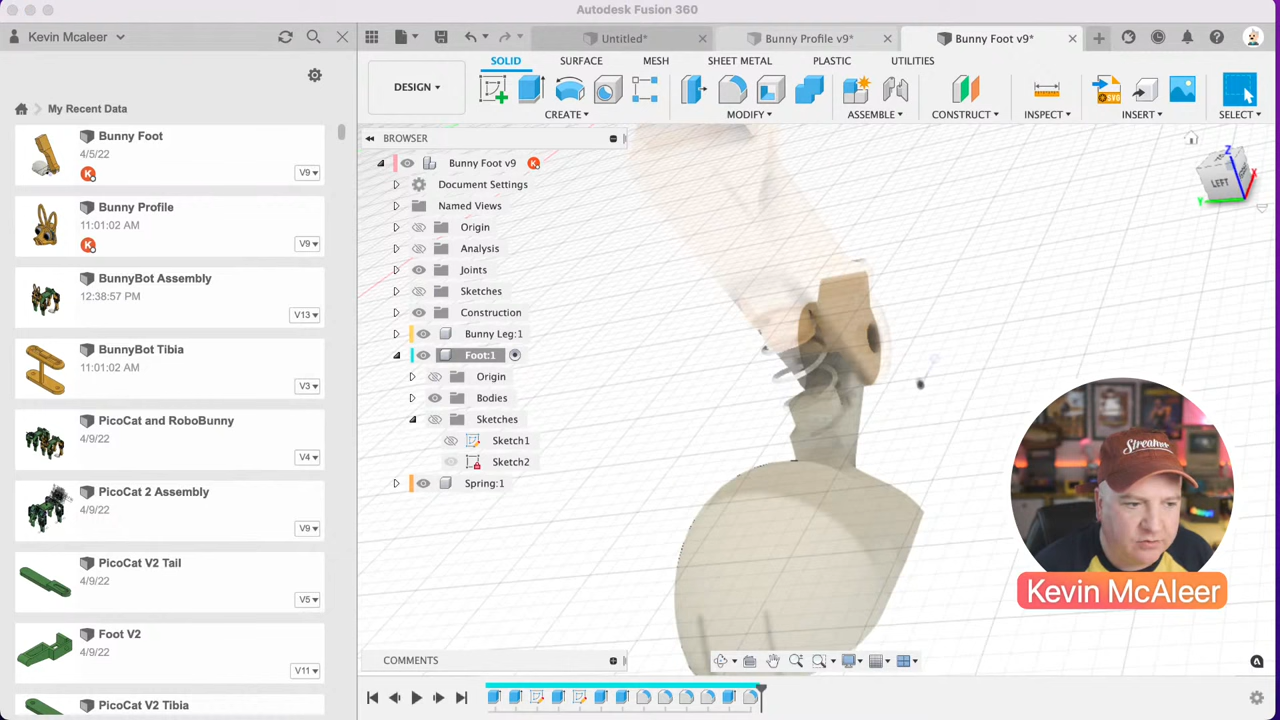 Autodesk Fusion 360
Kevin Mcaleer
Untitled*
Bunny Profile v9*
Bunny Foot v9*
DESIGN
SOLID
SURFACE
MESH
SHEET METAL
PLASTIC
UTILITIES
CREATE
MODIFY
ASSEMBLE
CONSTRUCT
INSPECT
INSERT
SELECT
SVG
My Recent Data
Bunny Foot
4/5/22
K
V9
Bunny Profile
11:01:02 AM
K
V9
BunnyBot Assembly
12:38:57 PM
V13
BunnyBot Tibia
11:01:02 AM
V3
PicoCat and RoboBunny
4/9/22
V4
PicoCat 2 Assembly
4/9/22
V9
PicoCat V2 Tail
4/9/22
V5
Foot V2
4/9/22
V11
PicoCat V2 Tibia
BROWSER
Bunny Foot v9
K
Document Settings
Named Views
Origin
Analysis
Joints
Sketches
Construction
Bunny Leg:1
Foot:1
Origin
Bodies
Sketches
Sketch1
Sketch2
Spring:1
COMMENTS
Z
X
Y
LEFT
Streamer
Kevin McAleer